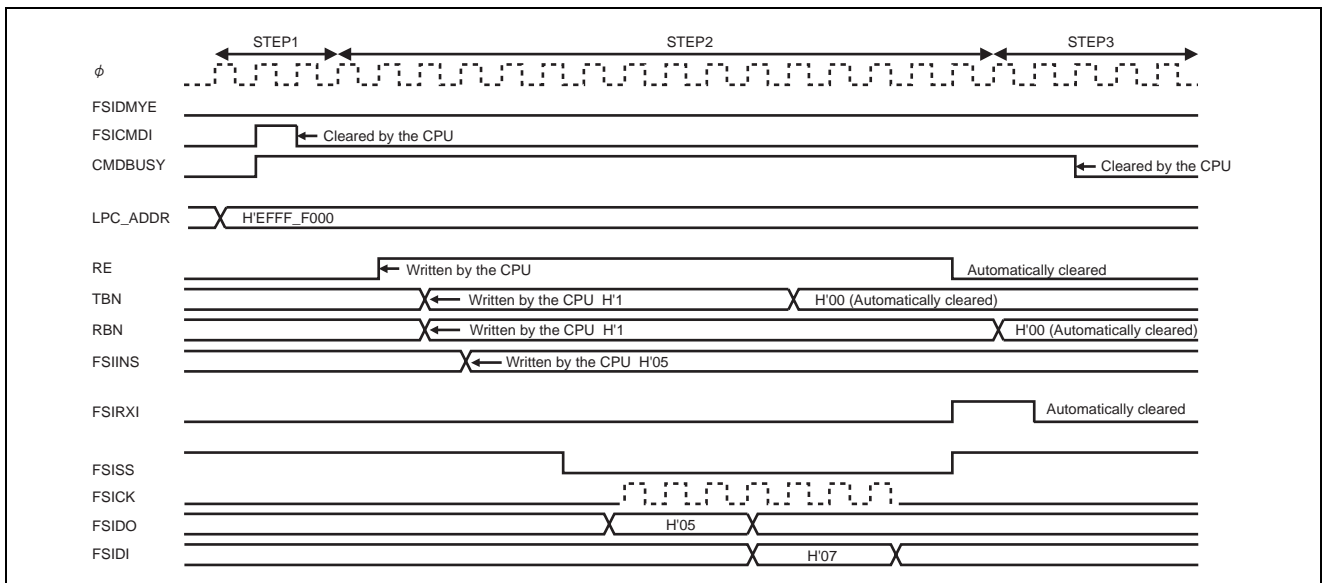 STEP1 STEP2 STEP3
φ
FSIDMYE
FSICMDI Cleared by the CPU
CMDBUSY Cleared by the CPU
LPC_ADDR H'EFFF_F000
RE Written by the CPU Automatically cleared
TBN Written by the CPU H'1 H'00 (Automatically cleared)
RBN Written by the CPU H'1 H'00 (Automatically cleared)
FSIINS Written by the CPU H'05
FSIRXI Automatically cleared
FSISS
FSICK
FSIDO H'05
FSIDI H'07